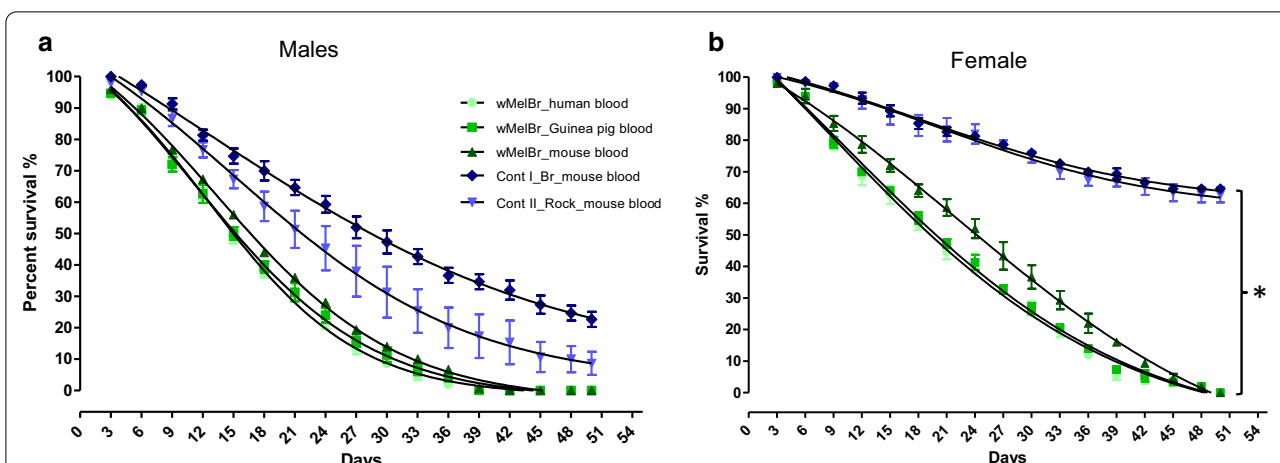 a
Males
Percent survival %
100
90
80
70
60
50
40
30
20
10
0
wMelBr_human blood
wMelBr_Guinea pig blood
wMelBr_mouse blood
Cont I_Br_mouse blood
Cont II_Rock_mouse blood
0 3 6 9 12 15 18 21 24 27 30 33 36 39 42 45 48 51 54
Days
b
Female
Survival %
100
90
80
70
60
50
40
30
20
10
0
*
0 3 6 9 12 15 18 21 24 27 30 33 36 39 42 45 48 51 54
Days